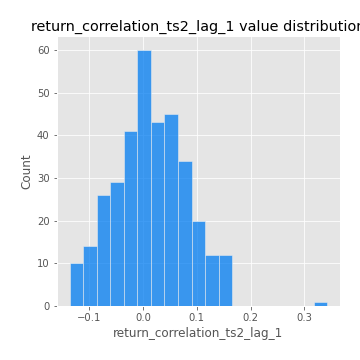 return_correlation_ts2_lag_1 value distribution
60
50
40
30
20
10
0
Count
−0.1 0.0 0.1 0.2 0.3
return_correlation_ts2_lag_1